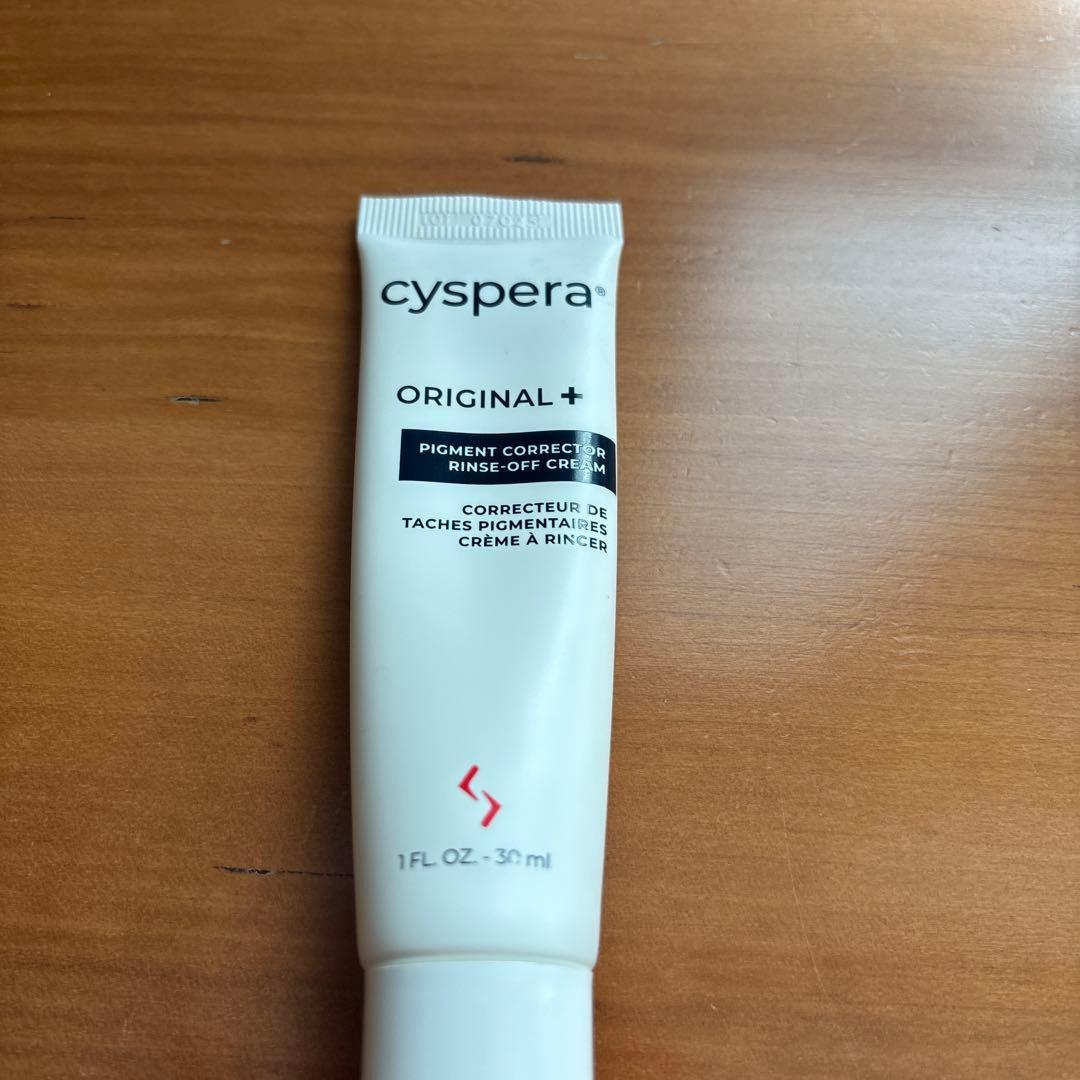 cyspera®
ORIGINAL +
PIGMENT CORRECTOR
RINSE-OFF CREAM
CORRECTEUR DE
TACHES PIGMENTAIRES
CRÈME À RINCER
1 FL. OZ. - 30 ml